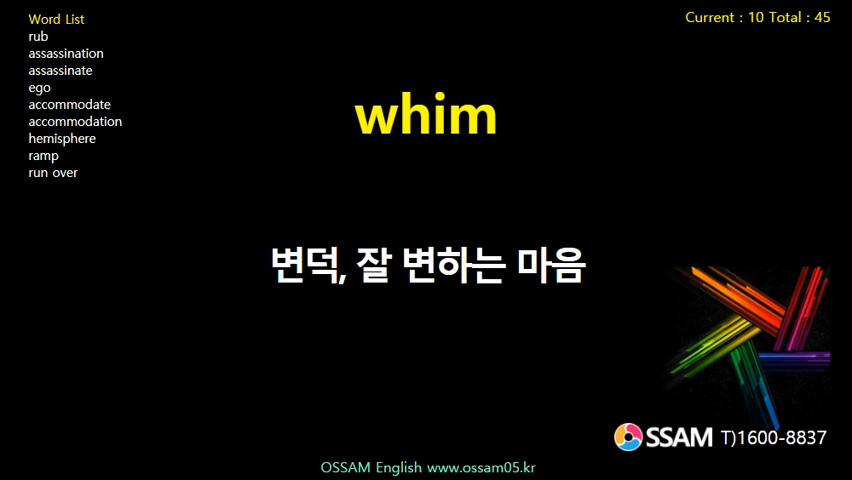 Word List
rub
assassination
assassinate
ego
accommodate
accommodation
hemisphere
ramp
run over
Current : 10 Total : 45
whim
변덕, 잘 변하는 마음
OSSAM T)1600-8837
OSSAM English www.ossam05.kr